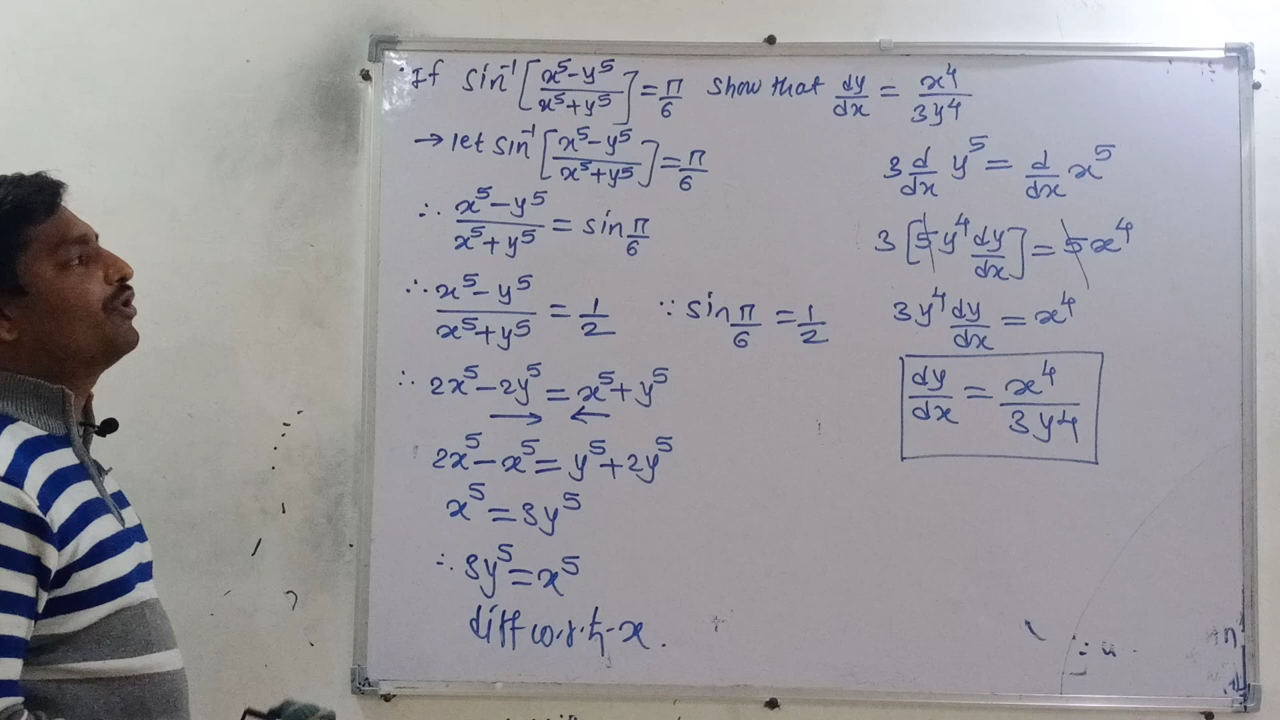 If sin⁻¹[x⁵-y⁵/x⁵+y⁵] = π/6 show that dy/dx = x⁴/3y⁴
→ let sin⁻¹[x⁵-y⁵/x⁵+y⁵] = π/6
∴ x⁵-y⁵/x⁵+y⁵ = sin π/6
∴ x⁵-y⁵/x⁵+y⁵ = 1/2 ∵ sin π/6 = 1/2
∴ 2x⁵-2y⁵ = x⁵+y⁵
2x⁵-x⁵ = y⁵+2y⁵
x⁵ = 3y⁵
∴ 3y⁵ = x⁵
diff w.r.t. x.
3 d/dx y⁵ = d/dx x⁵
3[5y⁴ dy/dx] = 5x⁴
3y⁴ dy/dx = x⁴
dy/dx = x⁴/3y⁴